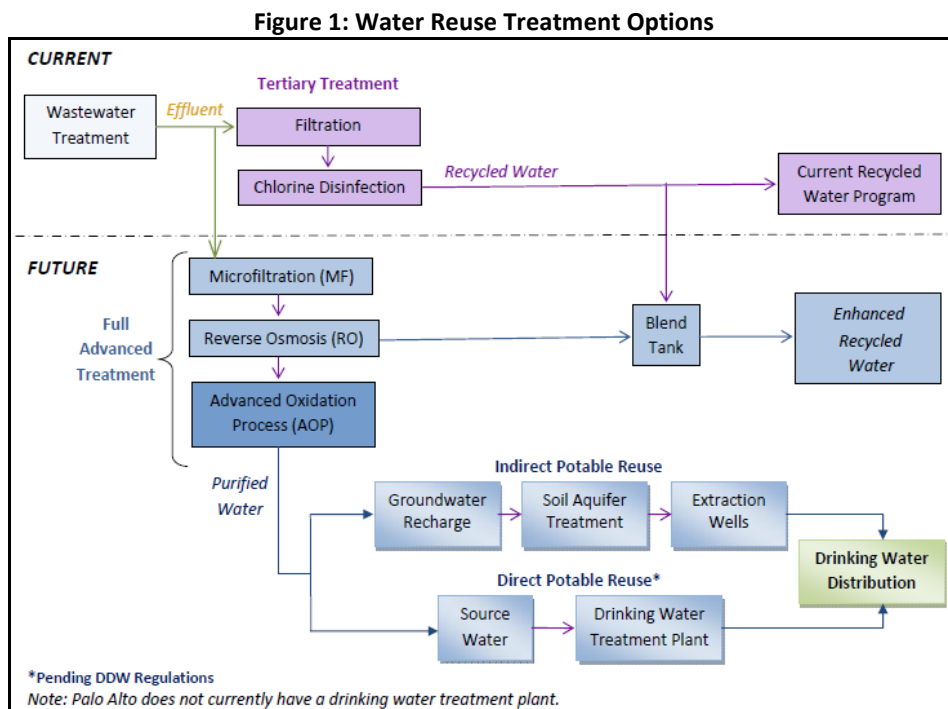 Figure 1: Water Reuse Treatment Options
CURRENT
Tertiary Treatment
Wastewater
Treatment
Effluent
Filtration
Chlorine Disinfection
Recycled Water
Current Recycled
Water Program
FUTURE
Full
Advanced
Treatment
Microfiltration (MF)
Reverse Osmosis (RO)
Advanced Oxidation
Process (AOP)
Blend
Tank
Enhanced
Recycled
Water
Purified
Water
Indirect Potable Reuse
Groundwater
Recharge
Soil Aquifer
Treatment
Extraction
Wells
Direct Potable Reuse*
Source
Water
Drinking Water
Treatment Plant
Drinking Water
Distribution
*Pending DDW Regulations
Note: Palo Alto does not currently have a drinking water treatment plant.